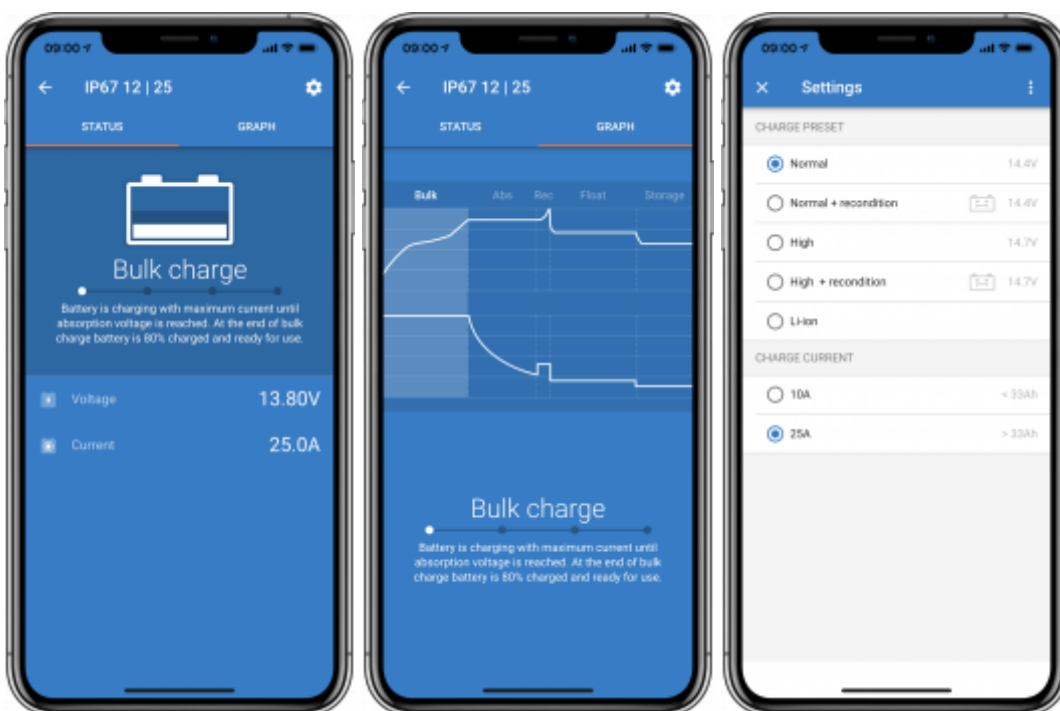 09:00
IP67 12 | 25
STATUS GRAPH
Bulk charge
Battery is charging with maximum current until
absorption voltage is reached. At the end of bulk
charge battery is 80% charged and ready for use.
Voltage 13.80V
Current 25.0A
09:00
IP67 12 | 25
STATUS GRAPH
Bulk Abs Rec Float Storage
Bulk charge
Battery is charging with maximum current until
absorption voltage is reached. At the end of bulk
charge battery is 80% charged and ready for use.
09:00
Settings
CHARGE PRESET
Normal 14.4V
Normal + recondition 14.4V
High 14.7V
High + recondition 14.7V
Li-ion
CHARGE CURRENT
10A < 33Ah
25A > 33Ah